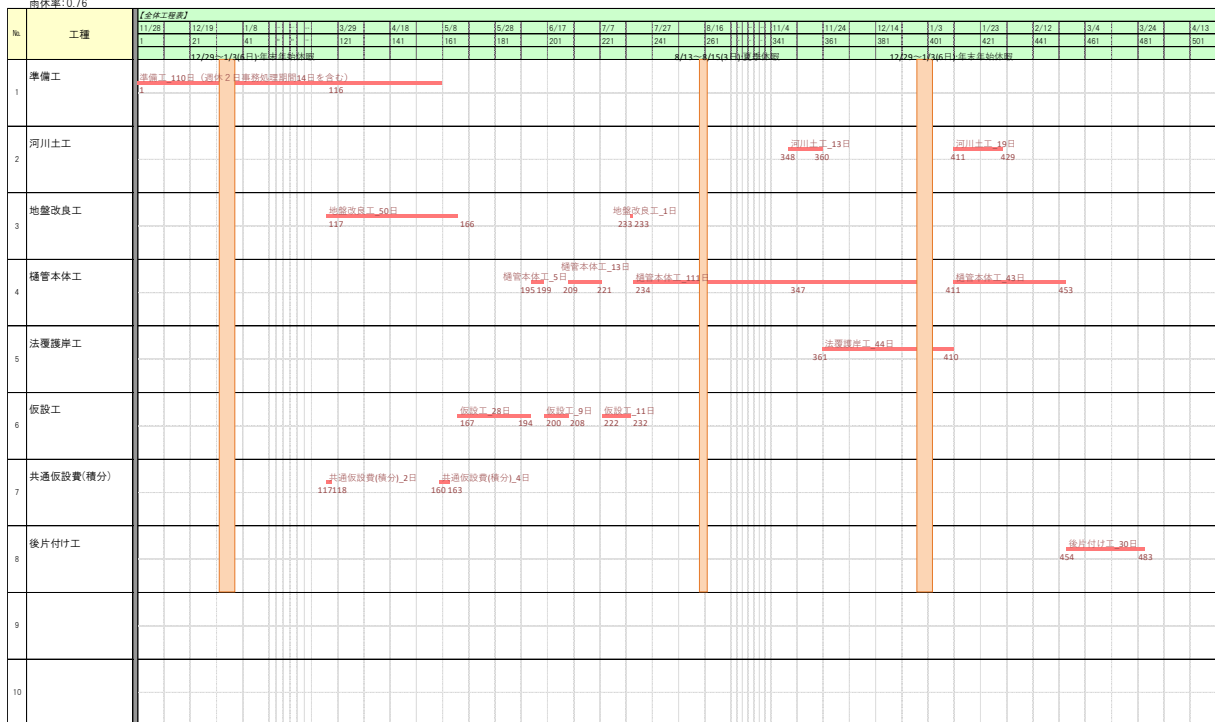 雨休率:0.76
【全体工程表】
№ 工種
11/28 12/19 1/8 3/29 4/18 5/8 5/28 6/17 7/7 7/27 8/16 11/4 11/24 12/14 1/3 1/23 2/12 3/4 3/24 4/13
1 21 41 121 141 161 181 201 221 241 261 341 361 381 401 421 441 461 481 501
12/29～1/3(6日):年末年始休暇 8/13～8/15(3日):夏季休暇 12/29～1/3(6日):年末年始休暇
1 準備工
準備工_110日（週休２日事務処理期間14日を含む）
1 116
2 河川土工
河川土工_13日 河川土工_19日
348 360 411 429
3 地盤改良工
地盤改良工_50日 地盤改良工_1日
117 166 233 233
4 樋管本体工
樋管本体工_5日 樋管本体工_13日 樋管本体工_111日 樋管本体工_43日
195 199 209 221 234 347 411 453
5 法覆護岸工
法覆護岸工_44日
361 410
6 仮設工
仮設工_28日 仮設工_9日 仮設工_11日
167 194 200 208 222 232
7 共通仮設費(積分)
共通仮設費(積分)_2日 共通仮設費(積分)_4日
117 118 160 163
8 後片付け工
後片付け工_30日
454 483
9
10